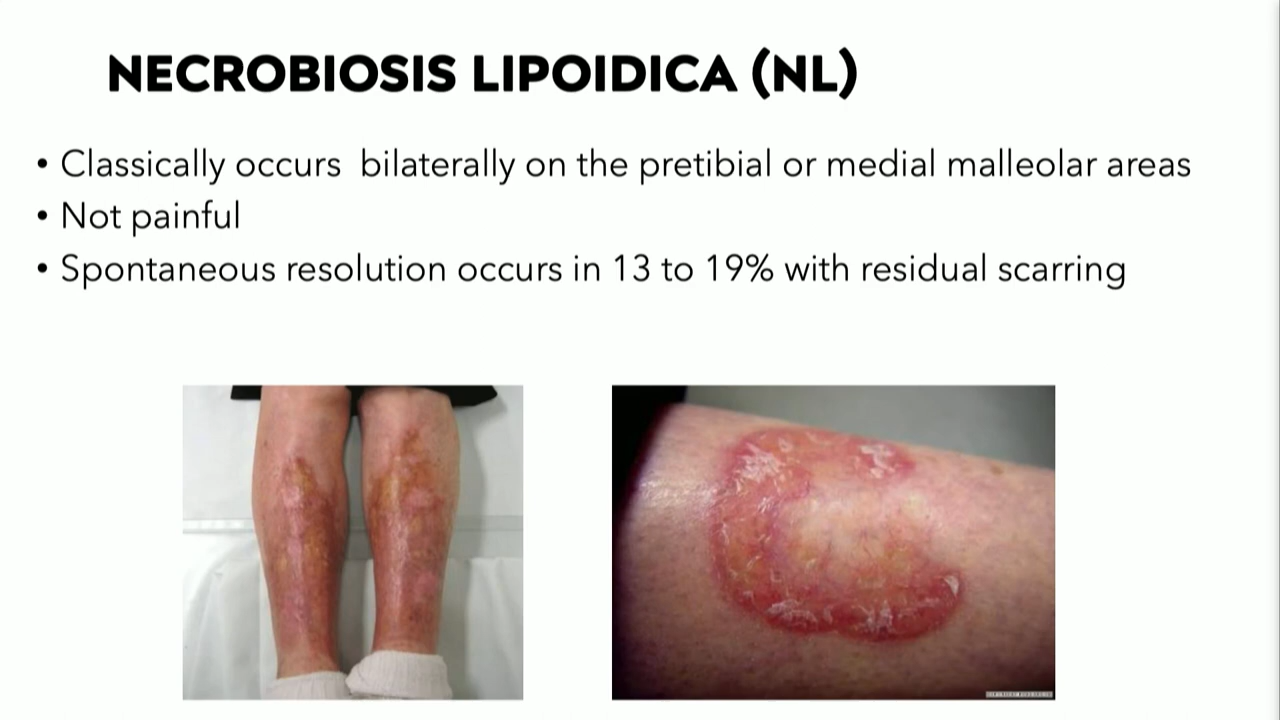 NECROBIOSIS LIPOIDICA (NL)
• Classically occurs bilaterally on the pretibial or medial malleolar areas
• Not painful
• Spontaneous resolution occurs in 13 to 19% with residual scarring